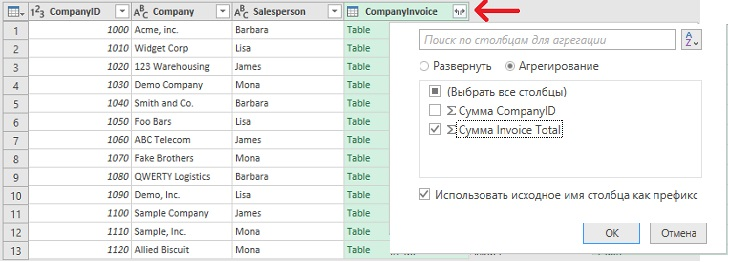 1²3 CompanyID ABC Company ABC Salesperson CompanyInvoice
1 1000 Acme, inc. Barbara Table
2 1010 Widget Corp Lisa Table
3 1020 123 Warehousing James Table
4 1030 Demo Company Mona Table
5 1040 Smith and Co. Barbara Table
6 1050 Foo Bars Lisa Table
7 1060 ABC Telecom James Table
8 1070 Fake Brothers Mona Table
9 1080 QWERTY Logistics Barbara Table
10 1090 Demo, Inc. Lisa Table
11 1100 Sample Company James Table
12 1110 Sample, Inc. Mona Table
13 1120 Allied Biscuit Mona Table
Поиск по столбцам для агрегации
AZ
Развернуть Агрегирование
(Выбрать все столбцы)
Σ Сумма CompanyID
Σ Сумма Invoice Total
Использовать исходное имя столбца как префикс
OK Отмена